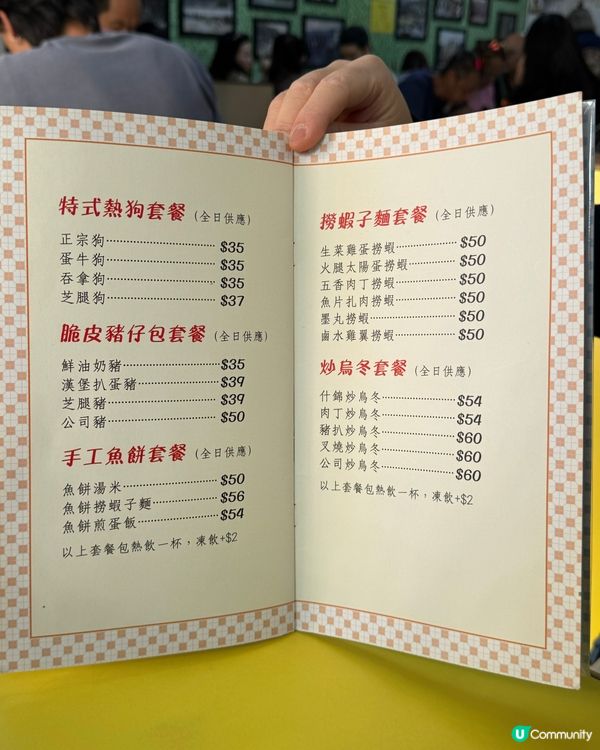 特式熱狗套餐 (全日供應)
正宗狗 $35
蛋牛狗 $35
吞拿狗 $35
芝腿狗 $37
脆皮豬仔包套餐 (全日供應)
鮮油奶豬 $35
漢堡扒蛋豬 $39
芝腿豬 $39
公司豬 $50
手工魚餅套餐 (全日供應)
魚餅湯米 $50
魚餅撈蝦子麵 $56
魚餅煎蛋飯 $54
以上套餐包熱飲一杯，凍飲+$2
撈蝦子麵套餐 (全日供應)
生菜雞蛋撈蝦 $50
火腿太陽蛋撈蝦 $50
五香肉丁撈蝦 $50
魚片扎肉撈蝦 $50
墨丸撈蝦 $50
鹵水雞翼撈蝦 $50
炒烏冬套餐 (全日供應)
什錦炒烏冬 $54
肉丁炒烏冬 $54
豬扒炒烏冬 $60
叉燒炒烏冬 $60
公司炒烏冬 $60
以上套餐包熱飲一杯，凍飲+$2
U Community